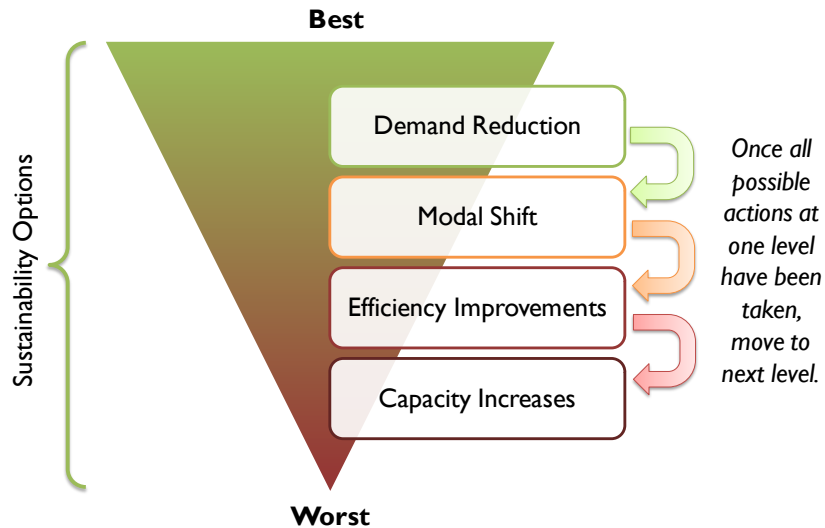 Best
Sustainability Options
Demand Reduction
Modal Shift
Efficiency Improvements
Capacity Increases
Once all
possible
actions at
one level
have been
taken,
move to
next level.
Worst